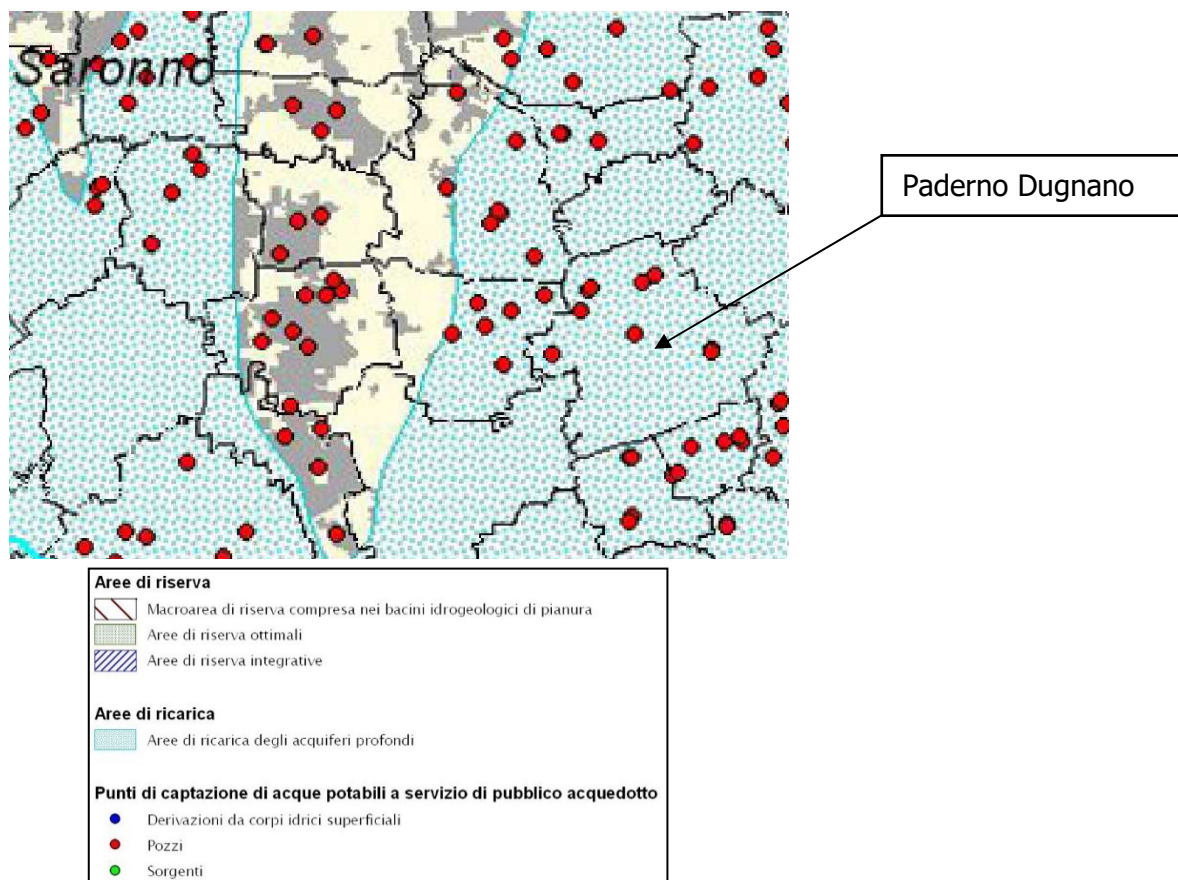 Saronno
Paderno Dugnano
Aree di riserva
Macroarea di riserva compresa nei bacini idrogeologici di pianura
Aree di riserva ottimali
Aree di riserva integrative
Aree di ricarica
Aree di ricarica degli acquiferi profondi
Punti di captazione di acque potabili a servizio di pubblico acquedotto
Derivazioni da corpi idrici superficiali
Pozzi
Sorgenti